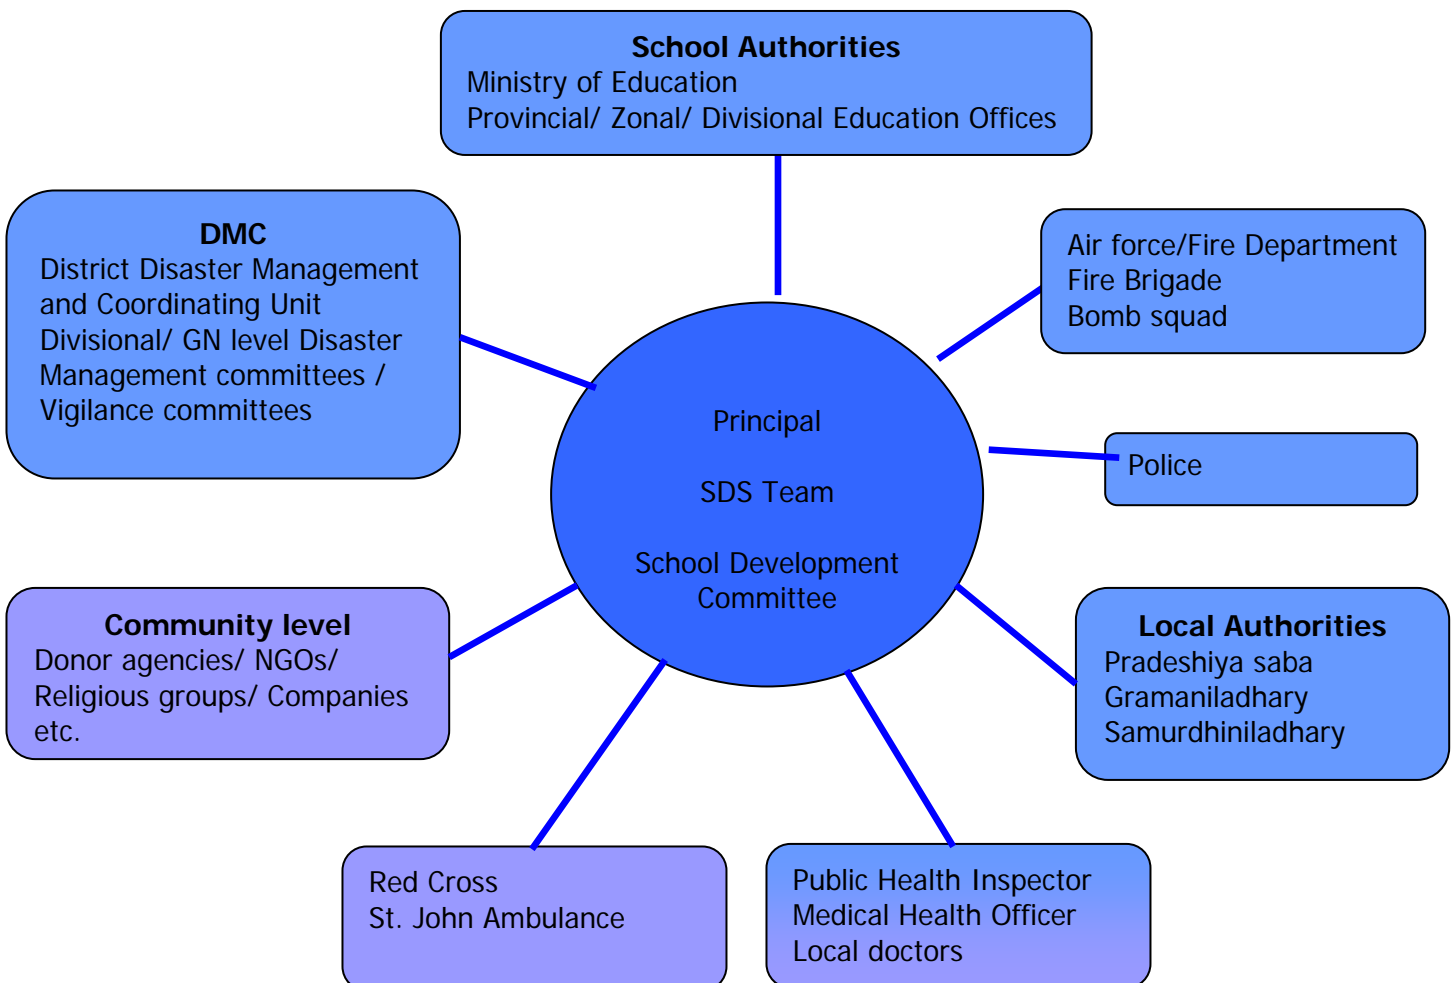 School Authorities
Ministry of Education
Provincial/ Zonal/ Divisional Education Offices
DMC
District Disaster Management
and Coordinating Unit
Divisional/ GN level Disaster
Management committees /
Vigilance committees
Air force/Fire Department
Fire Brigade
Bomb squad
Principal
SDS Team
School Development
Committee
Police
Community level
Donor agencies/ NGOs/
Religious groups/ Companies
etc.
Local Authorities
Pradeshiya saba
Gramaniladhary
Samurdhiniladhary
Red Cross
St. John Ambulance
Public Health Inspector
Medical Health Officer
Local doctors